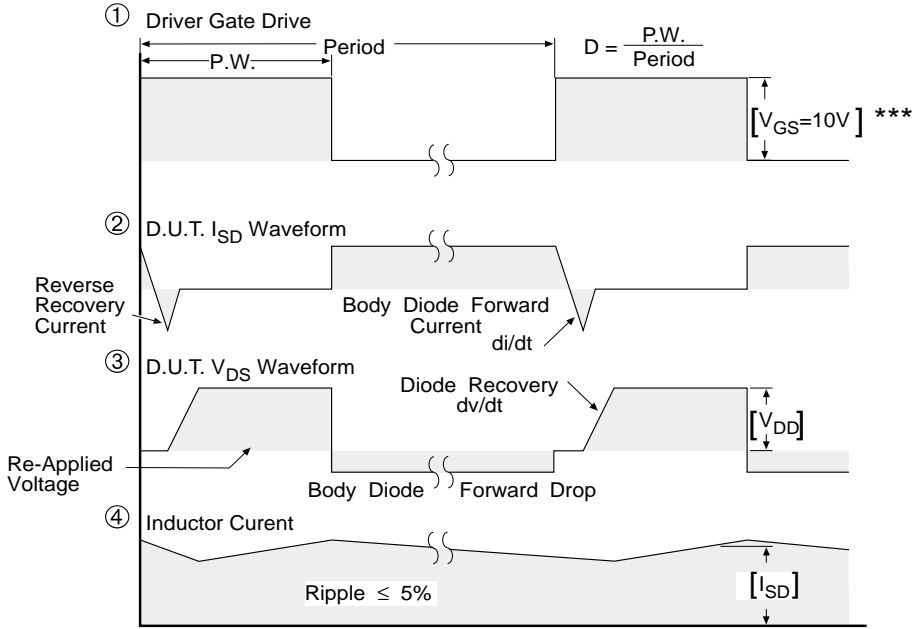 ① Driver Gate Drive
Period
P.W.
D = P.W. / Period
[VGS=10V] ***
② D.U.T. ISD Waveform
Reverse
Recovery
Current
Body Diode Forward
Current
di/dt
③ D.U.T. VDS Waveform
Diode Recovery
dv/dt
[VDD]
Re-Applied
Voltage
Body Diode Forward Drop
④ Inductor Curent
Ripple ≤ 5%
[ISD]